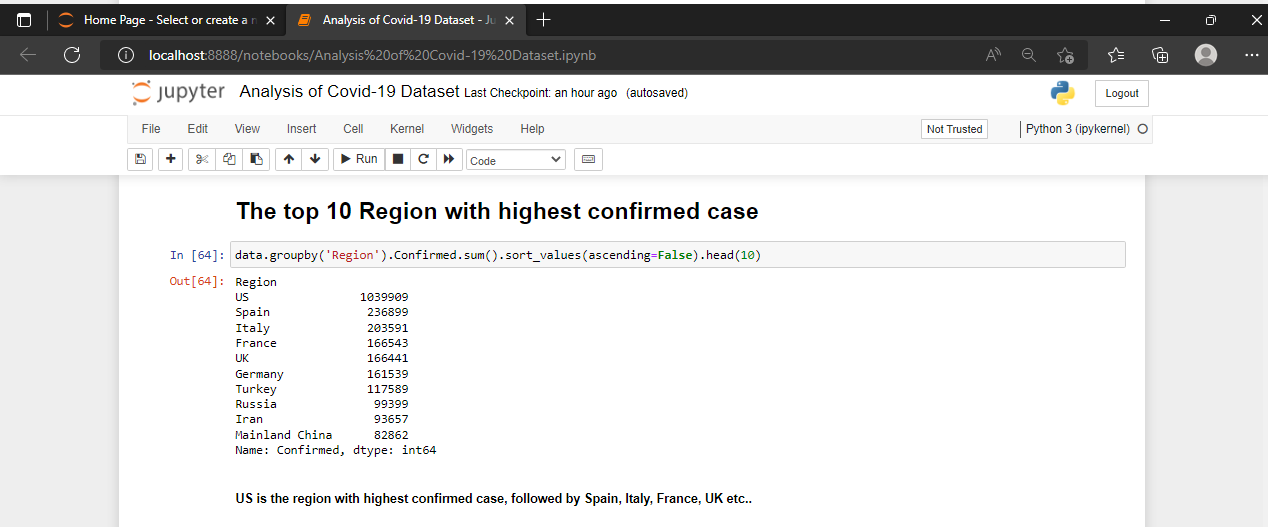 Home Page - Select or create a n
Analysis of Covid-19 Dataset - Ju
localhost:8888/notebooks/Analysis%20of%20Covid-19%20Dataset.ipynb
jupyter Analysis of Covid-19 Dataset Last Checkpoint: an hour ago (autosaved)
Logout
File Edit View Insert Cell Kernel Widgets Help
Not Trusted
Python 3 (ipykernel)
Run
Code
The top 10 Region with highest confirmed case
In [64]: data.groupby('Region').Confirmed.sum().sort_values(ascending=False).head(10)
Out[64]: Region
US 1039909
Spain 236899
Italy 203591
France 166543
UK 166441
Germany 161539
Turkey 117589
Russia 99399
Iran 93657
Mainland China 82862
Name: Confirmed, dtype: int64
US is the region with highest confirmed case, followed by Spain, Italy, France, UK etc..